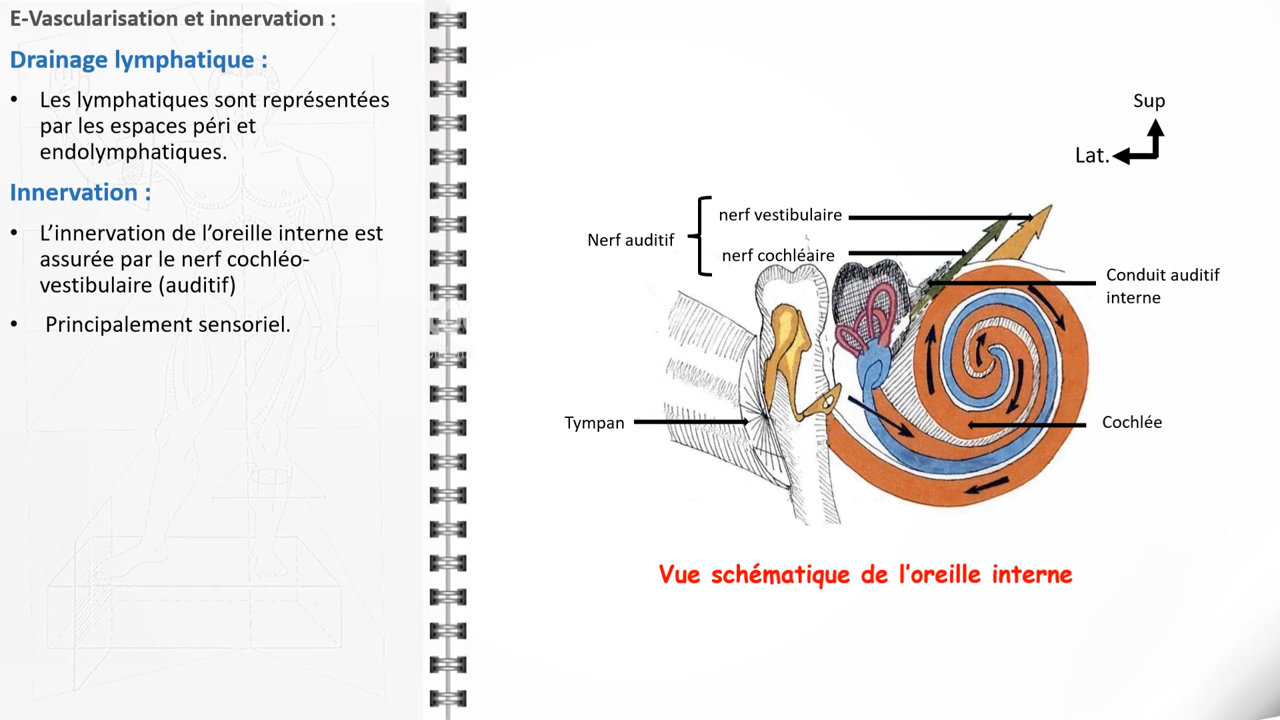 E-Vascularisation et innervation :
Drainage lymphatique :
• Les lymphatiques sont représentées
par les espaces péri et
endolymphatiques.
Innervation :
• L’innervation de l’oreille interne est
assurée par le nerf cochléo-
vestibulaire (auditif)
• Principalement sensoriel.
Sup
Lat.
nerf vestibulaire
Nerf auditif
nerf cochléaire
Conduit auditif
interne
Tympan
Cochlée
Vue schématique de l’oreille interne